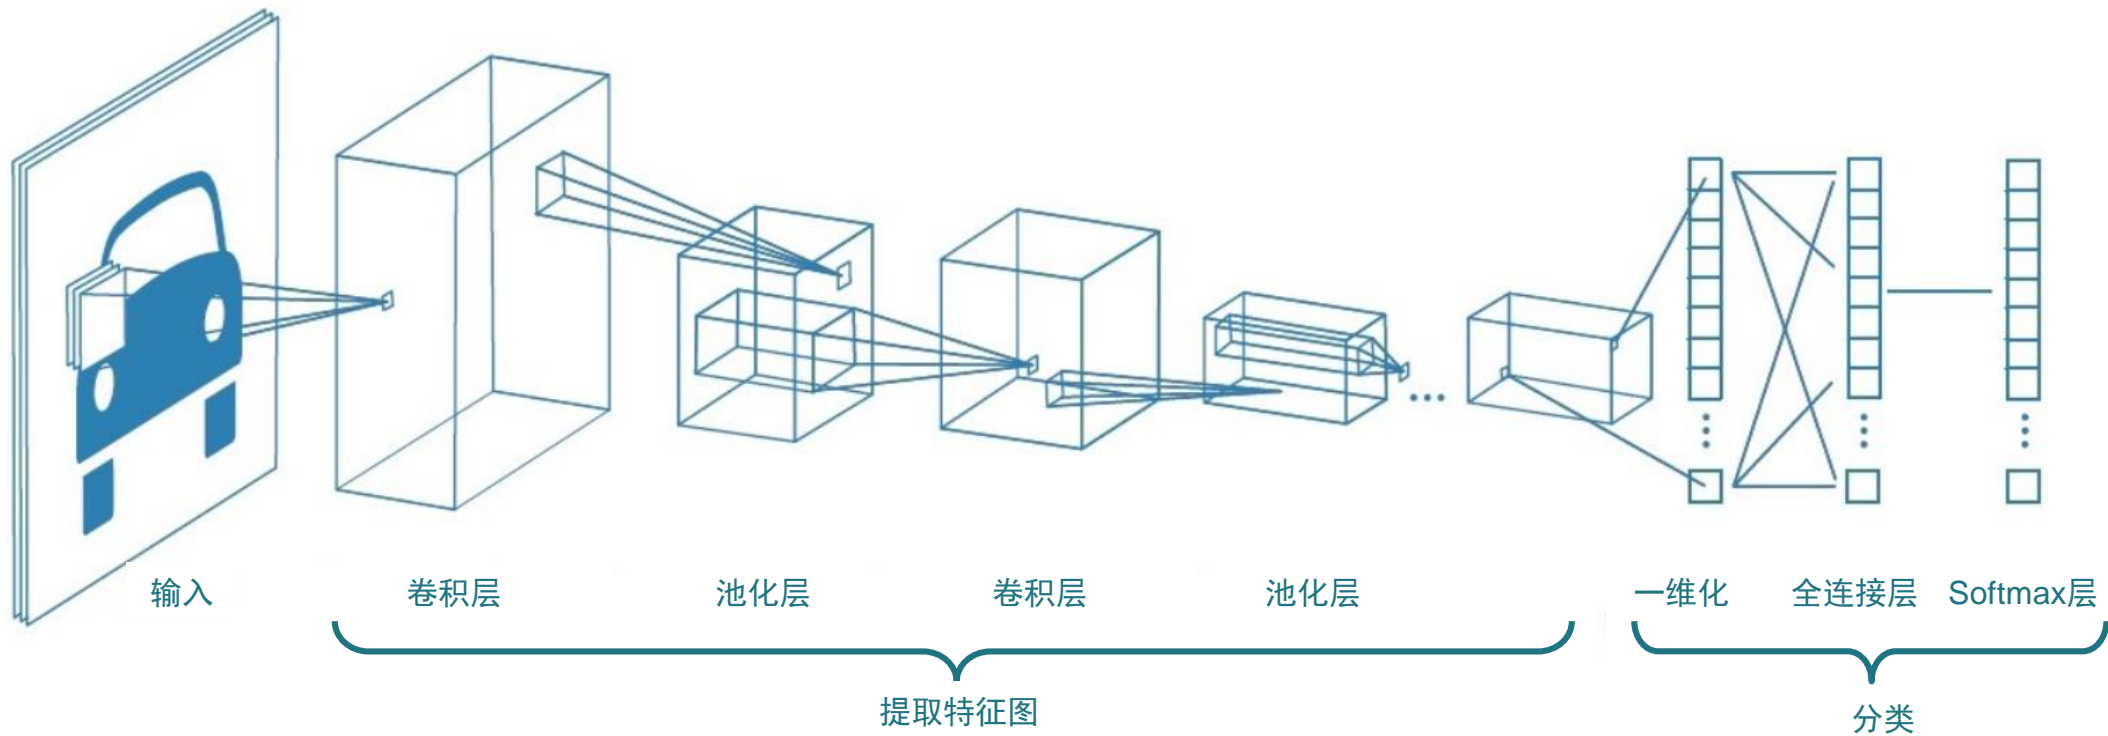 输入
卷积层
池化层
卷积层
池化层
一维化
全连接层
Softmax层
提取特征图
分类